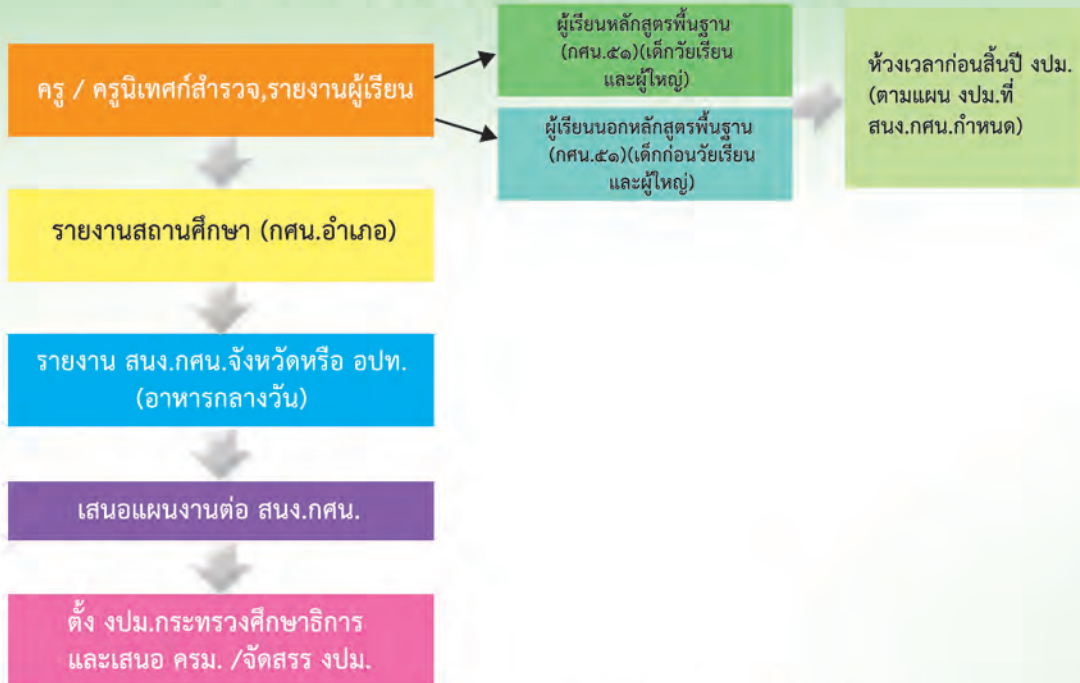 ครู / ครูนิเทศก์สำรวจ,รายงานผู้เรียน
ผู้เรียนหลักสูตรพื้นฐาน
(กศน.๕๑)(เด็กวัยเรียน
และผู้ใหญ่)
ผู้เรียนนอกหลักสูตรพื้นฐาน
(กศน.๕๑)(เด็กก่อนวัยเรียน
และผู้ใหญ่)
ห้วงเวลาก่อนสิ้นปี งปม.
(ตามแผน งปม.ที่
สนง.กศน.กำหนด)
รายงานสถานศึกษา (กศน.อำเภอ)
รายงาน สนง.กศน.จังหวัดหรือ อปท.
(อาหารกลางวัน)
เสนอแผนงานต่อ สนง.กศน.
ตั้ง งปม.กระทรวงศึกษาธิการ
และเสนอ ครม. /จัดสรร งปม.